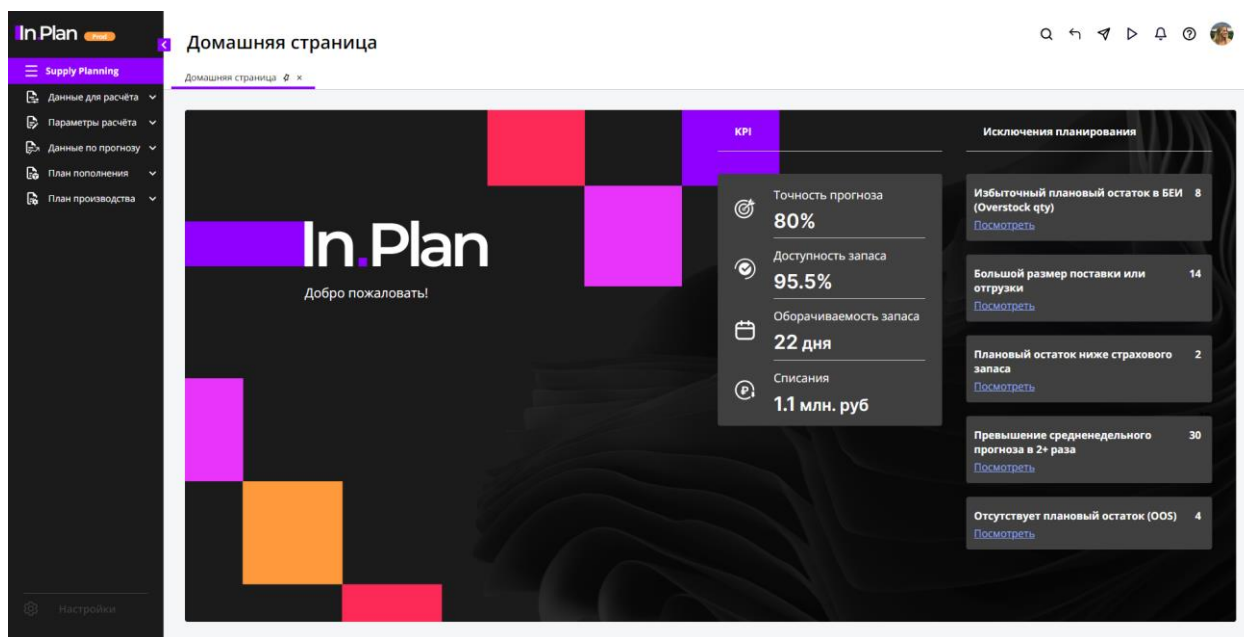 In.Plan Prod
Supply Planning
Данные для расчёта
Параметры расчёта
Данные по прогнозу
План пополнения
План производства
Настройки
Домашняя страница
Домашняя страница
In.Plan
Добро пожаловать!
KPI
Точность прогноза
80%
Доступность запаса
95.5%
Оборачиваемость запаса
22 дня
Списания
1.1 млн. руб
Исключения планирования
Избыточный плановый остаток в БЕИ 8
(Overstock qty)
Посмотреть
Большой размер поставки или 14
отгрузки
Посмотреть
Плановый остаток ниже страхового 2
запаса
Посмотреть
Превышение средненедельного 30
прогноза в 2+ раза
Посмотреть
Отсутствует плановый остаток (OOS) 4
Посмотреть